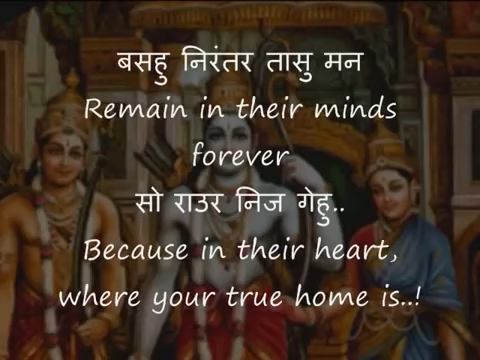 बसहु निरंतर तासु मन
Remain in their minds
forever
सो राउर निज गेहु..
Because in their heart,
where your true home is..!